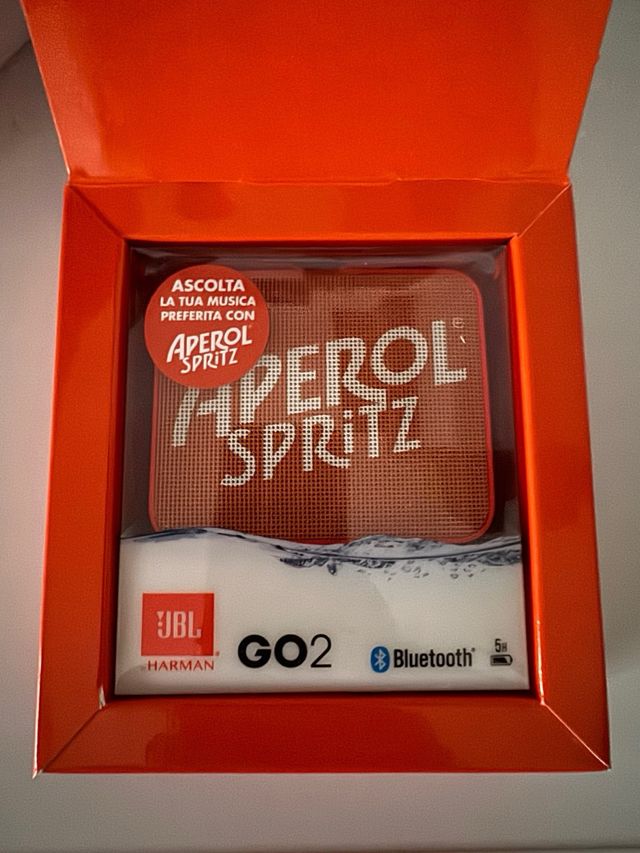 ASCOLTA
LA TUA MUSICA
PREFERITA CON
APEROL
SPRITZ
APEROL
SPRITZ
JBL
HARMAN
GO2
Bluetooth®
5H